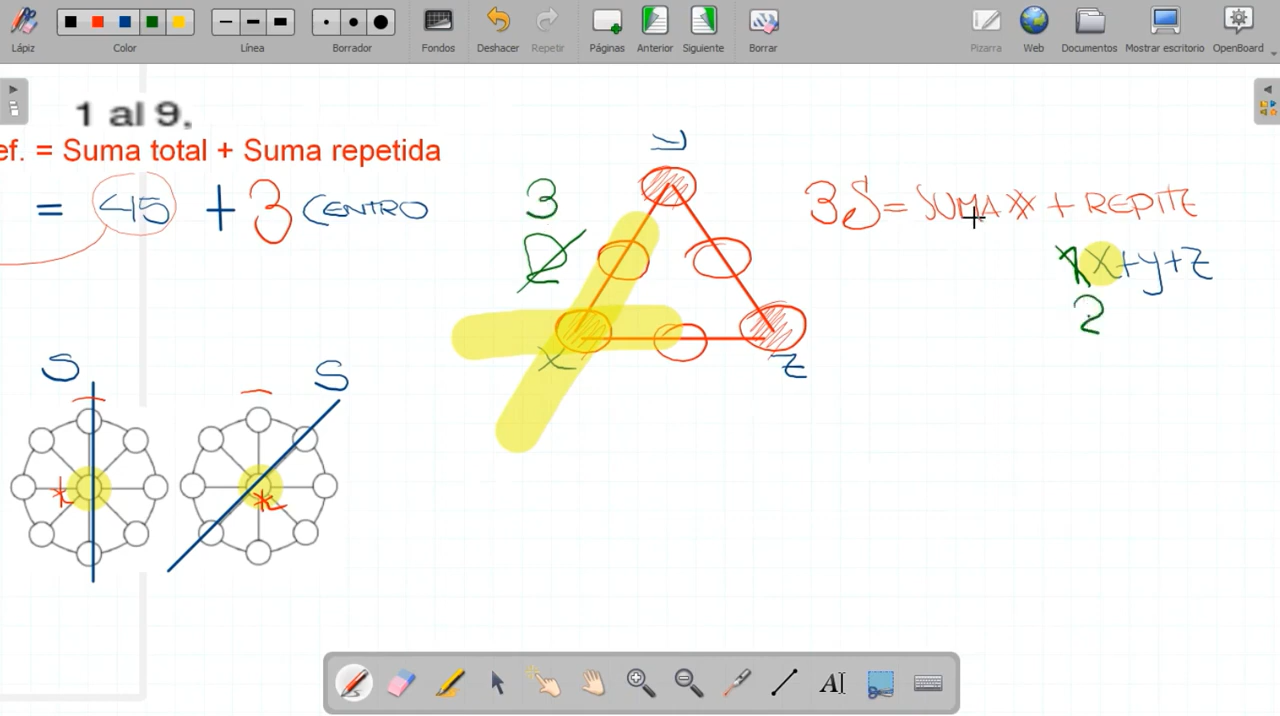 Lápiz Color Línea Borrador Fondos Deshacer Repetir Páginas Anterior Siguiente Borrar Pizarra Web Documentos Mostrar escritorio OpenBoard
1 al 9.
ef. = Suma total + Suma repetida
= 45 + 3 CENTRO
y
3
2
x
z
3S = SUMA + REPITE
x+y+z
2
S
S